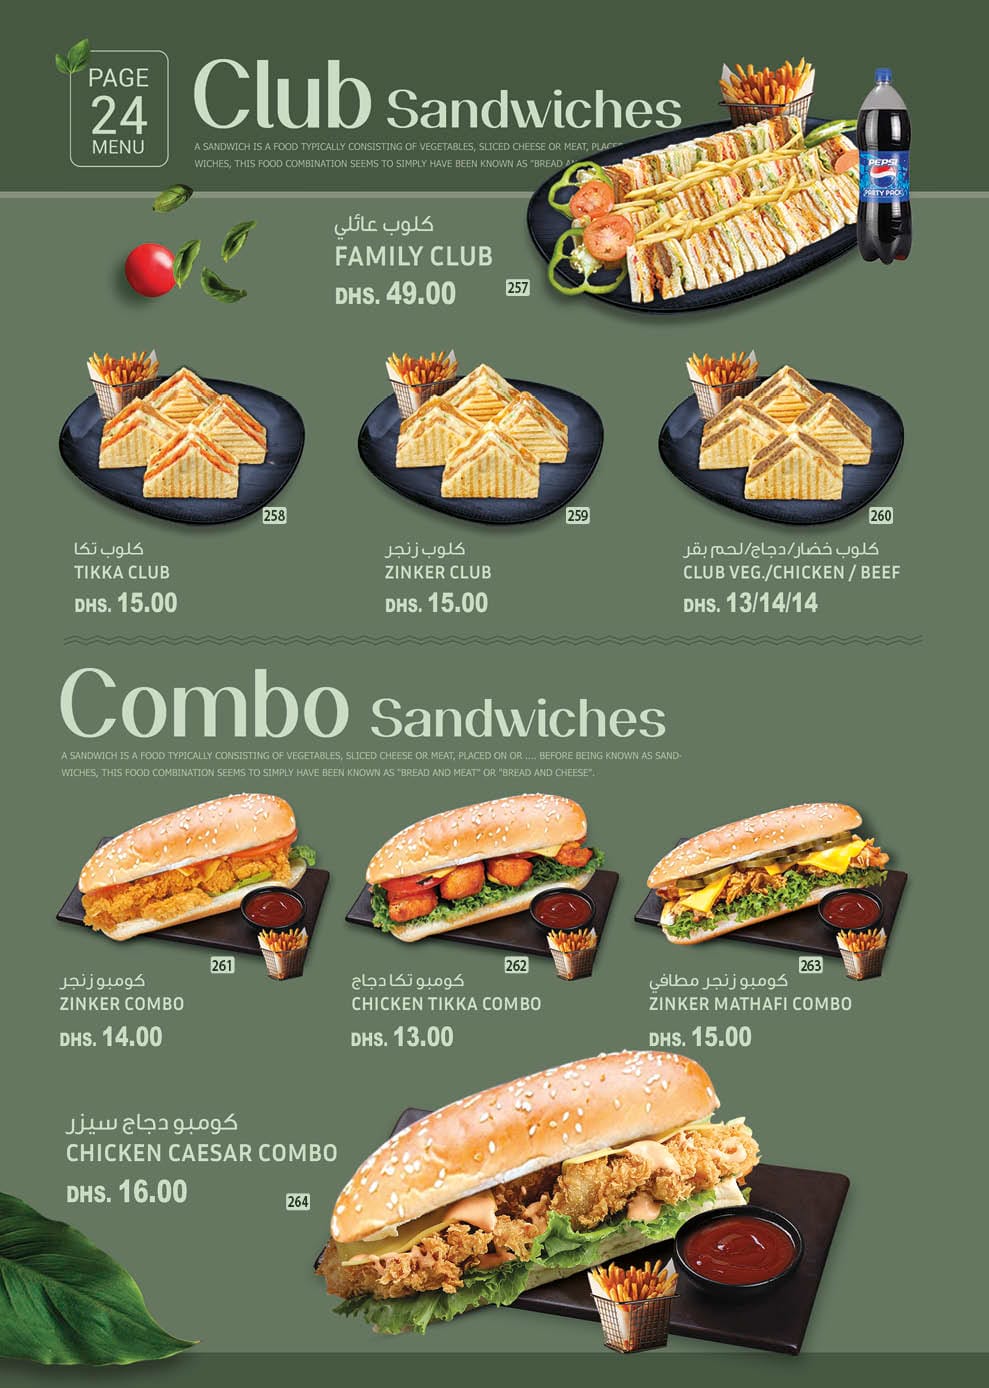 PAGE
24
MENU
Club Sandwiches
A SANDWICH IS A FOOD TYPICALLY CONSISTING OF VEGETABLES, SLICED CHEESE OR MEAT,
WICHES, THIS FOOD COMBINATION SEEMS TO SIMPLY HAVE BEEN KNOWN AS "BREAD
PEPSI
PARTY PACK
كلوب عائلي
FAMILY CLUB
DHS. 49.00
257
258
كلوب تكا
TIKKA CLUB
DHS. 15.00
259
كلوب زنجر
ZINKER CLUB
DHS. 15.00
260
كلوب خضار/دجاج/لحم بقر
CLUB VEG./CHICKEN / BEEF
DHS. 13/14/14
Combo Sandwiches
A SANDWICH IS A FOOD TYPICALLY CONSISTING OF VEGETABLES, SLICED CHEESE OR MEAT, PLACED ON OR .... BEFORE BEING KNOWN AS SAND-
WICHES, THIS FOOD COMBINATION SEEMS TO SIMPLY HAVE BEEN KNOWN AS "BREAD AND MEAT" OR "BREAD AND CHEESE".
261
كومبو زنجر
ZINKER COMBO
DHS. 14.00
262
كومبو تكا دجاج
CHICKEN TIKKA COMBO
DHS. 13.00
263
كومبو زنجر مطافي
ZINKER MATHAFI COMBO
DHS. 15.00
كومبو دجاج سيزر
CHICKEN CAESAR COMBO
DHS. 16.00
264